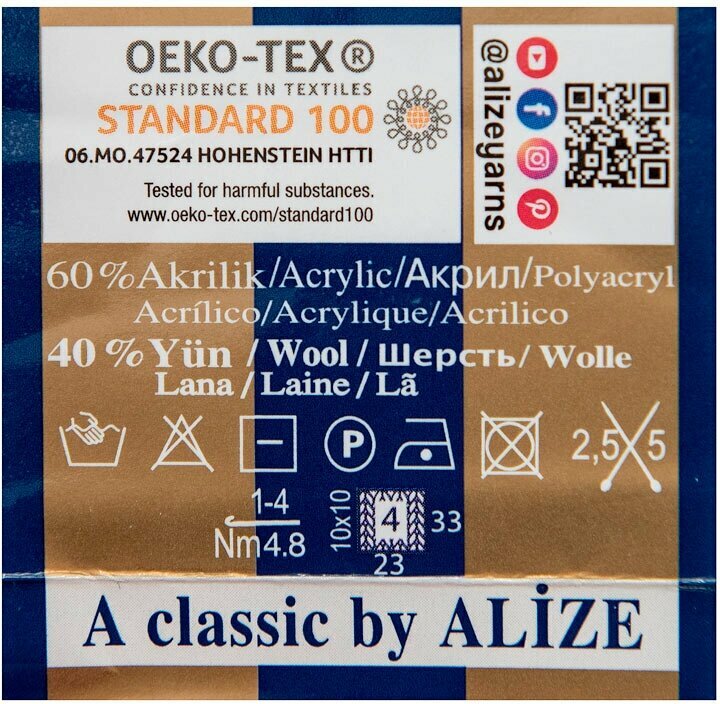 OEKO-TEX®
CONFIDENCE IN TEXTILES
STANDARD 100
06.MO.47524 HOHENSTEIN HTTI
Tested for harmful substances.
www.oeko-tex.com/standard100
@alizeyarns
60 % Akrilik/Acrylic/Акрил/Polyacryl
Acrílico/Acrylique/Acrilico
40 % Yün / Wool / Шерсть/ Wolle
Lana / Laine / Lã
P
2,5 5
1-4
Nm4.8
10x10
4
33
23
A classic by ALİZE